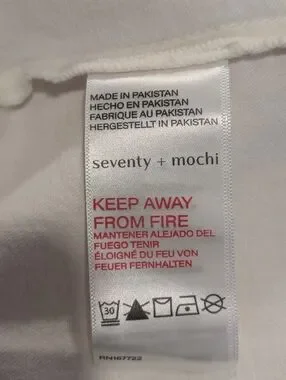 MADE IN PAKISTAN
HECHO EN PAKISTAN
FABRIQUE AU PAKISTAN
HERGESTELLT IN PAKISTAN
seventy + mochi
KEEP AWAY
FROM FIRE
MANTENER ALEJADO DEL
FUEGO TENIR
ÉLOIGNÉ DU FEU VON
FEUER FERNHALTEN
30
RN167722